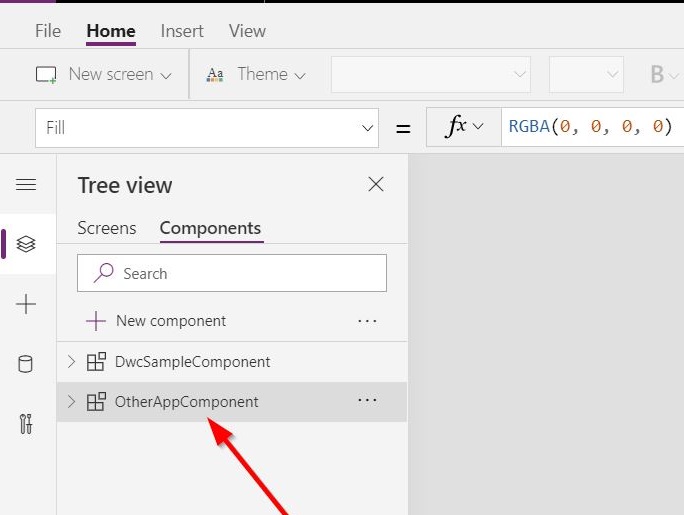 File Home Insert View
New screen Aa Theme B
Fill = fx RGBA(0, 0, 0, 0)
Tree view
Screens Components
Search
New component ...
DwcSampleComponent
OtherAppComponent ...